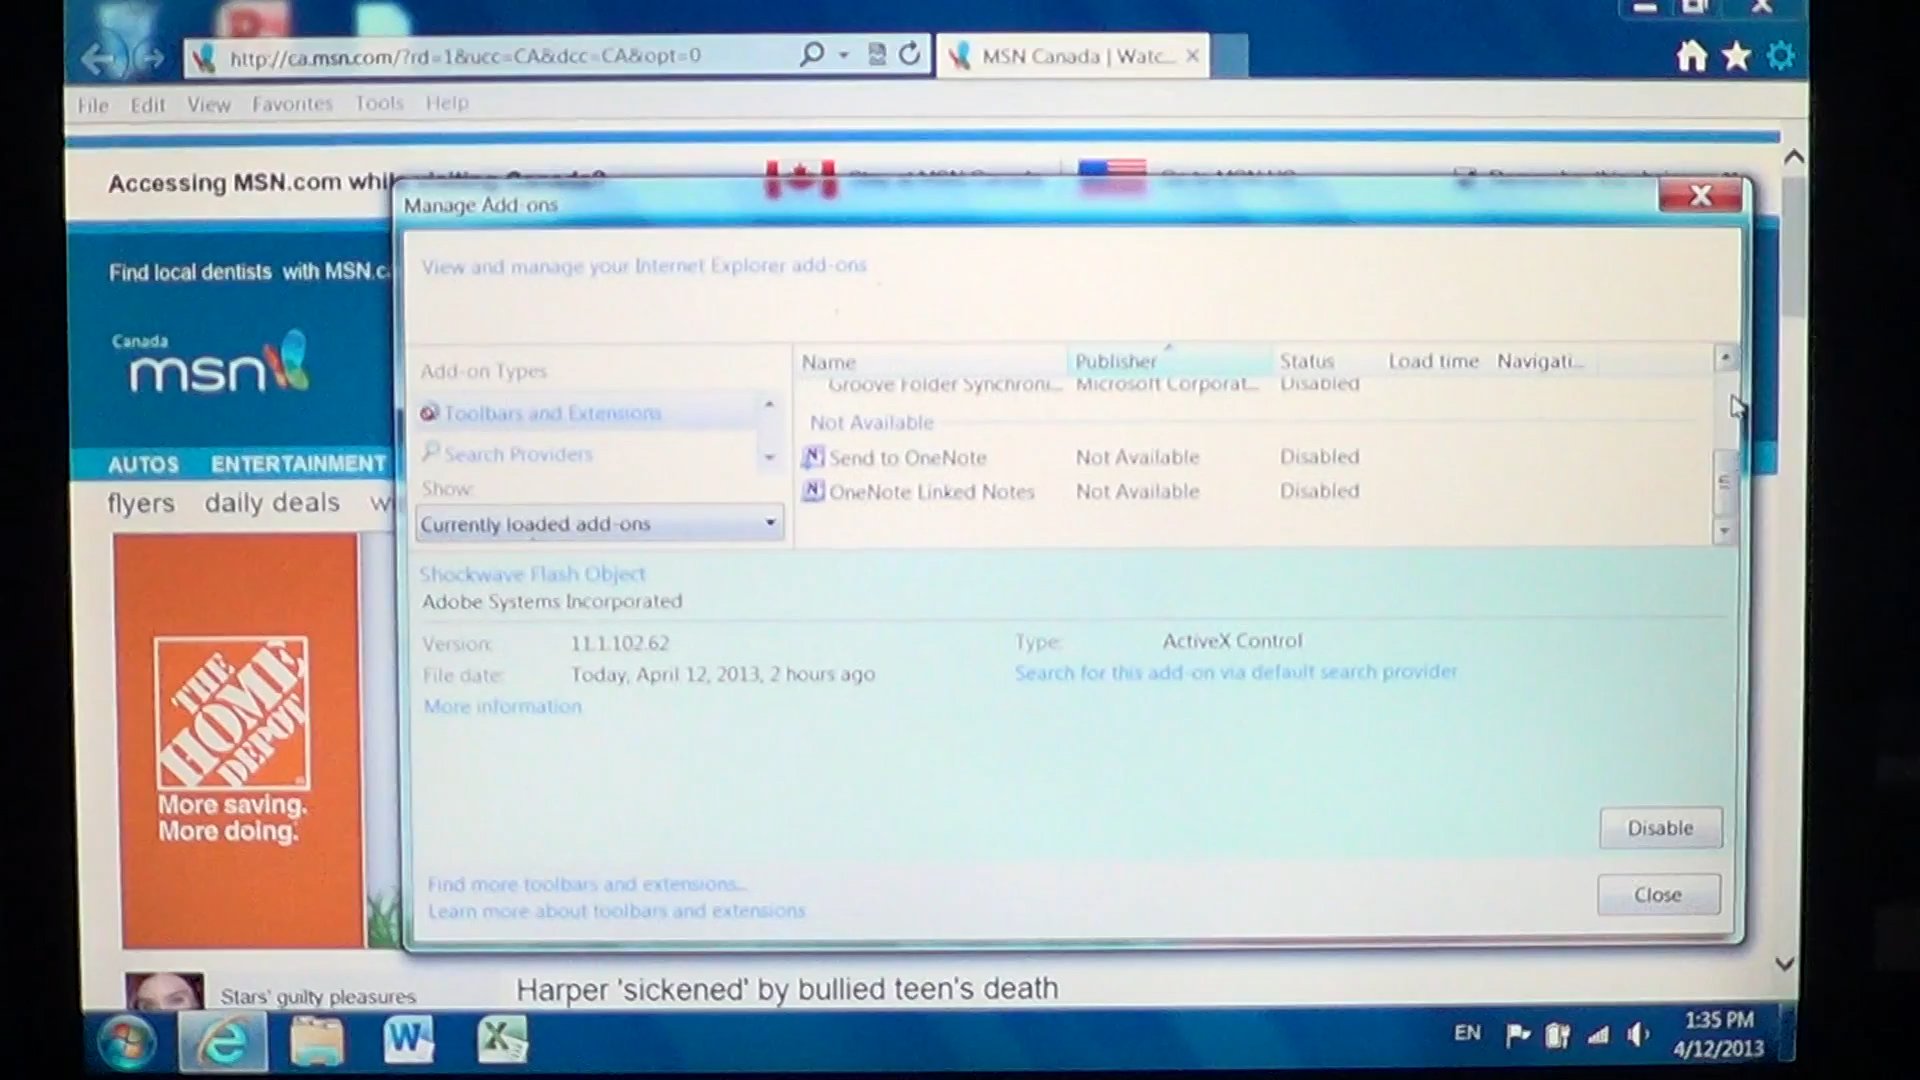 http://ca.msn.com/?rd=1&ucc=CA&dcc=CA&opt=0
MSN Canada | Watc...
File Edit View Favorites Tools Help
Accessing MSN.com whil
Manage Add-ons
Find local dentists with MSN.c
View and manage your Internet Explorer add-ons
Canada
msn
Add-on Types
Toolbars and Extensions
Search Providers
Show:
Currently loaded add-ons
Name Publisher Status Load time Navigati...
Groove Folder Synchroni... Microsoft Corporat... Disabled
Not Available
Send to OneNote Not Available Disabled
OneNote Linked Notes Not Available Disabled
AUTOS ENTERTAINMENT
flyers daily deals
Shockwave Flash Object
Adobe Systems Incorporated
Version: 11.1.102.62
Type: ActiveX Control
File date: Today, April 12, 2013, 2 hours ago
Search for this add-on via default search provider
More information
THE
HOME
DEPOT
More saving.
More doing.
Disable
Find more toolbars and extensions...
Learn more about toolbars and extensions
Close
Stars' guilty pleasures
Harper 'sickened' by bullied teen's death
W
X
EN
1:35 PM
4/12/2013